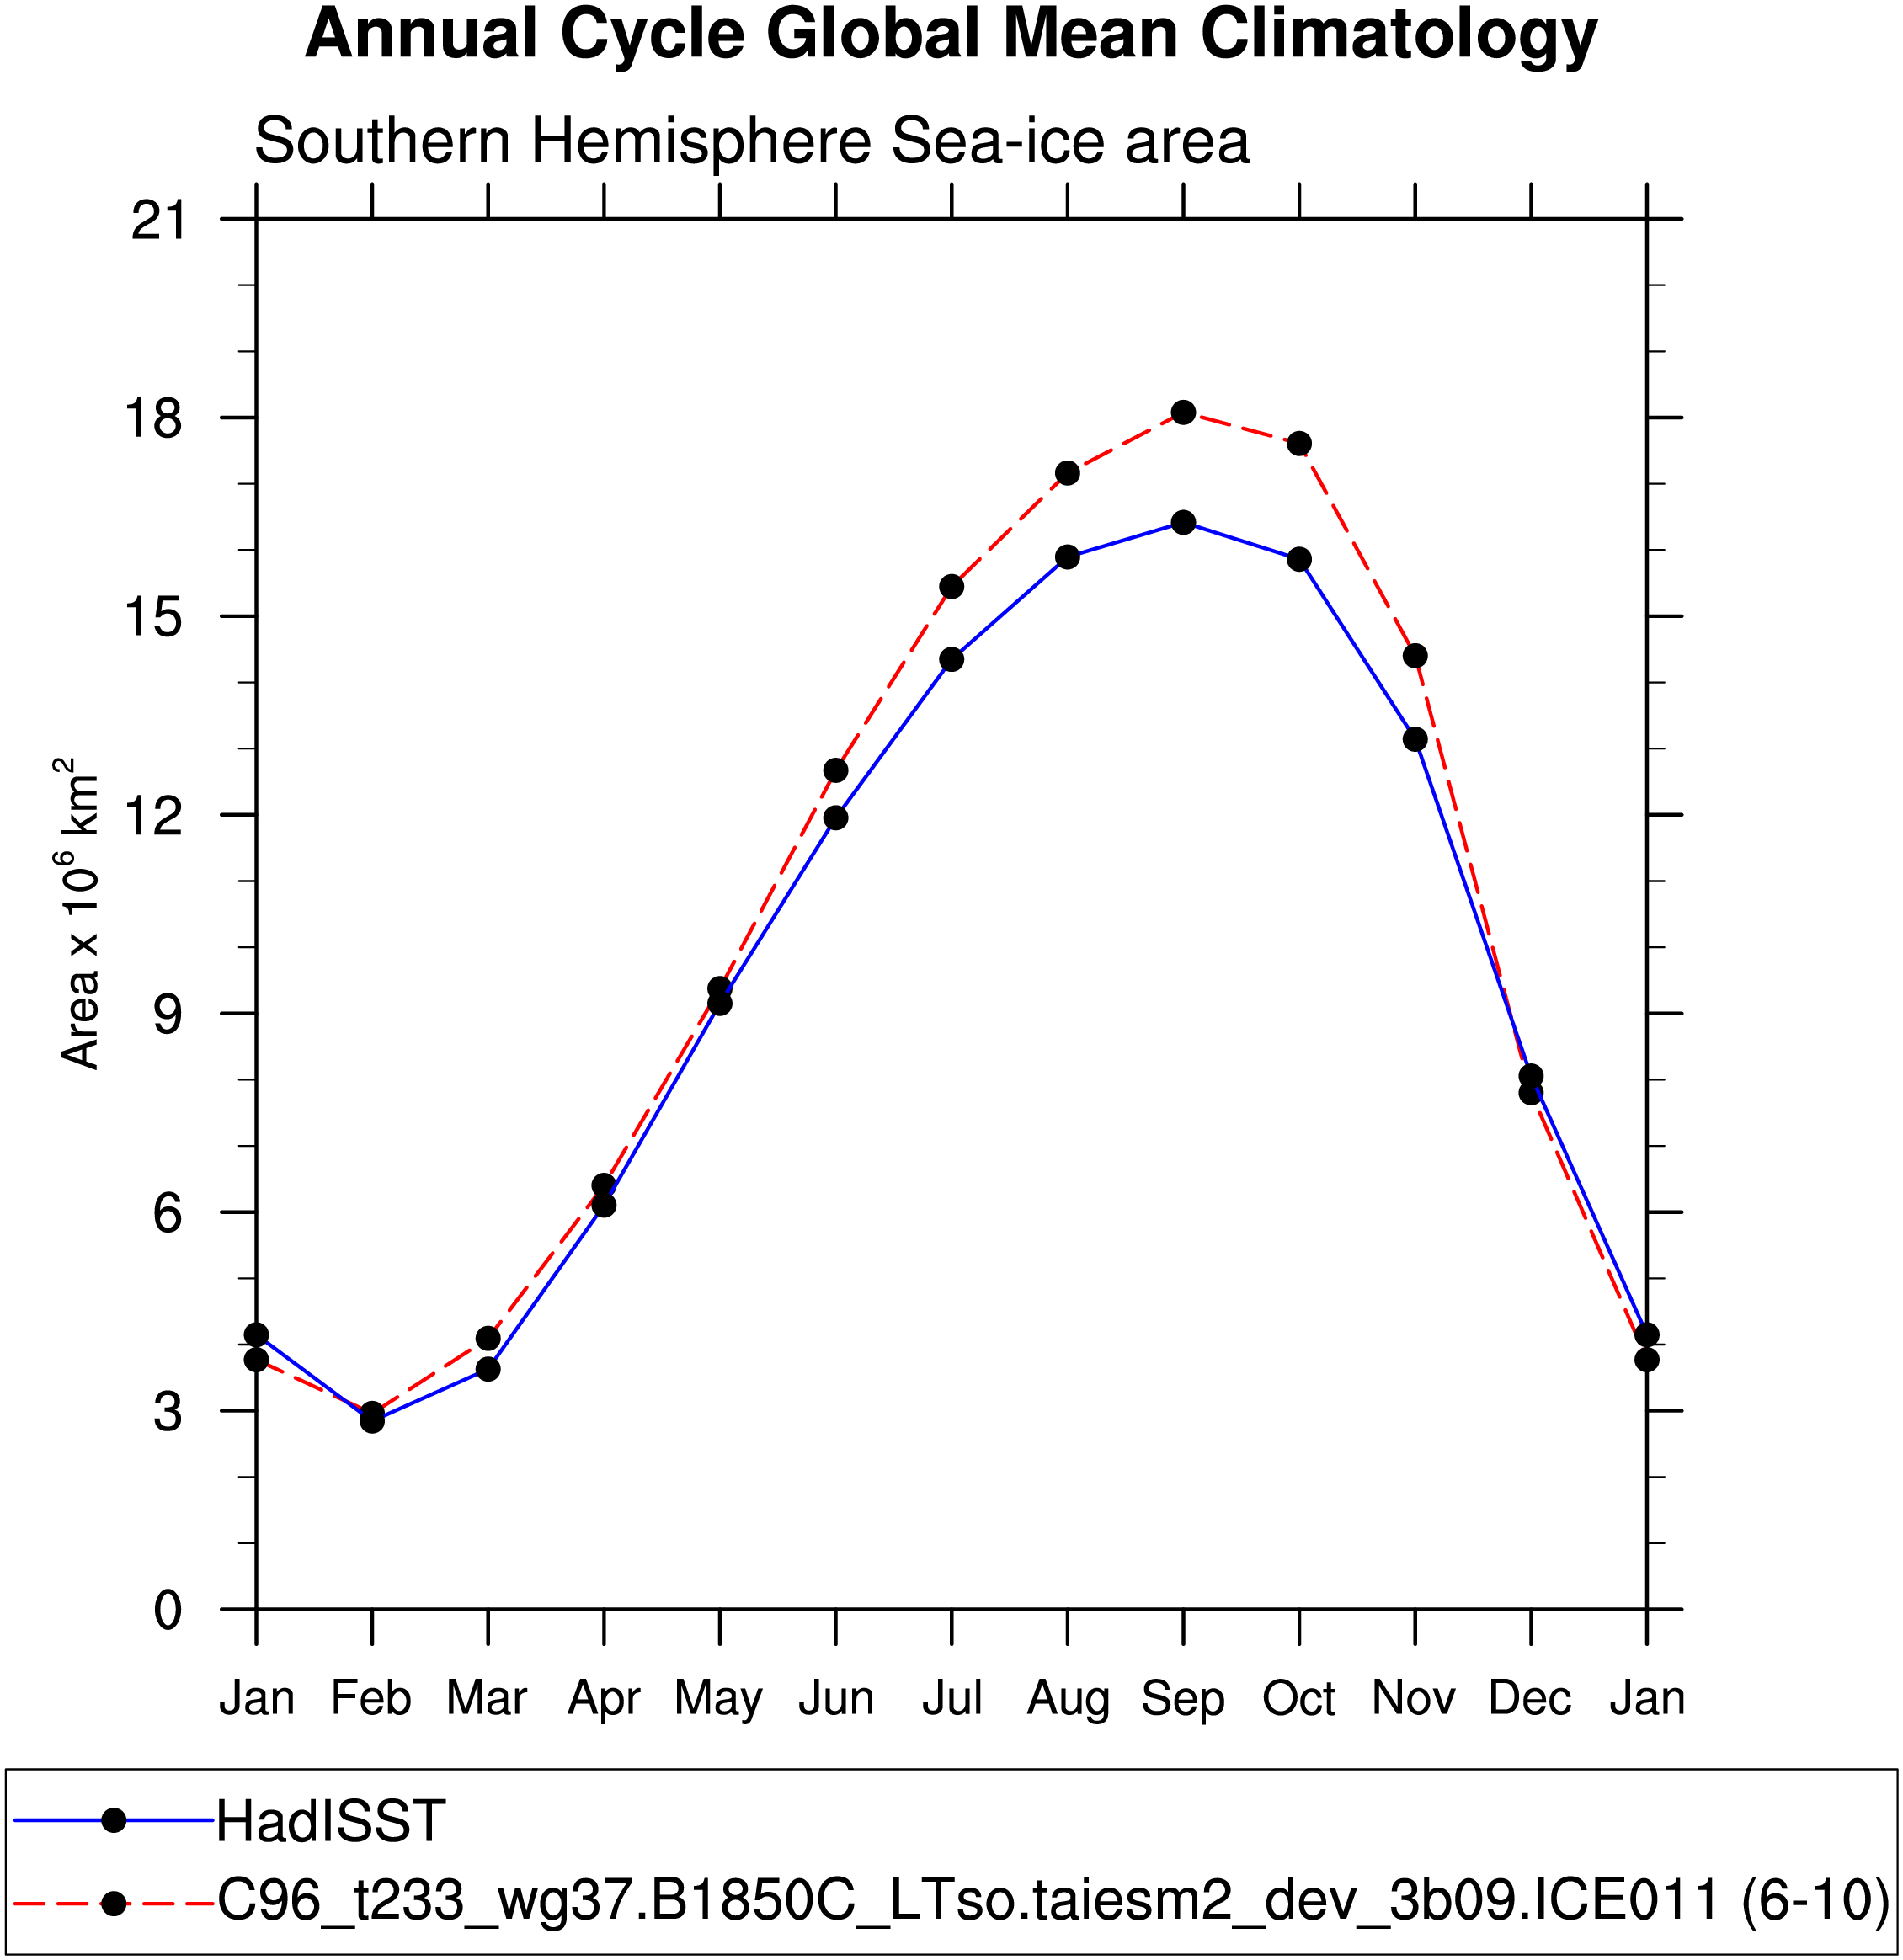 Annual Cycle Global Mean Climatology
Southern Hemisphere Sea-ice area
21
18
15
12
9
6
3
0
Area x 10⁶ km²
Jan Feb Mar Apr May Jun Jul Aug Sep Oct Nov Dec Jan
HadISST
C96_t233_wg37.B1850C_LTso.taiesm2_dev_3b09.ICE011 (6-10)